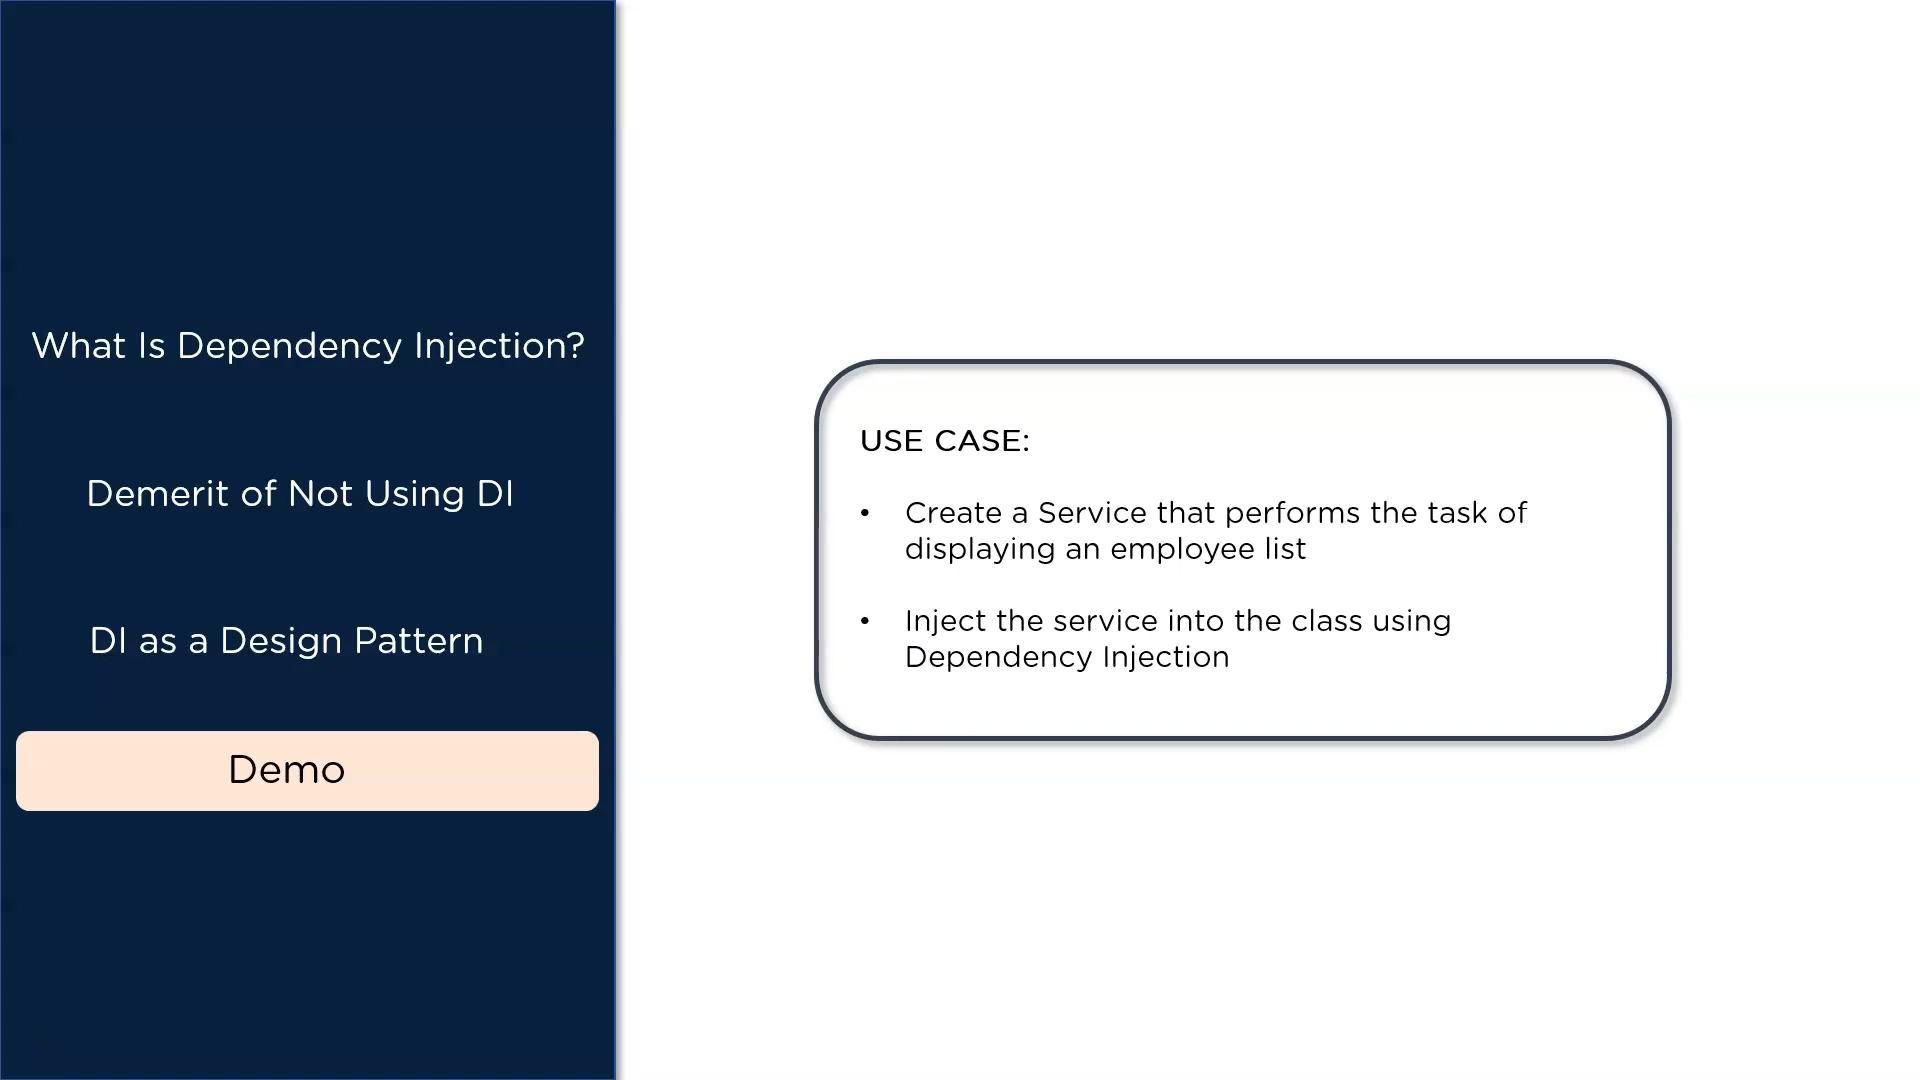 What Is Dependency Injection?
Demerit of Not Using DI
DI as a Design Pattern
Demo
USE CASE:
• Create a Service that performs the task of
displaying an employee list
• Inject the service into the class using
Dependency Injection